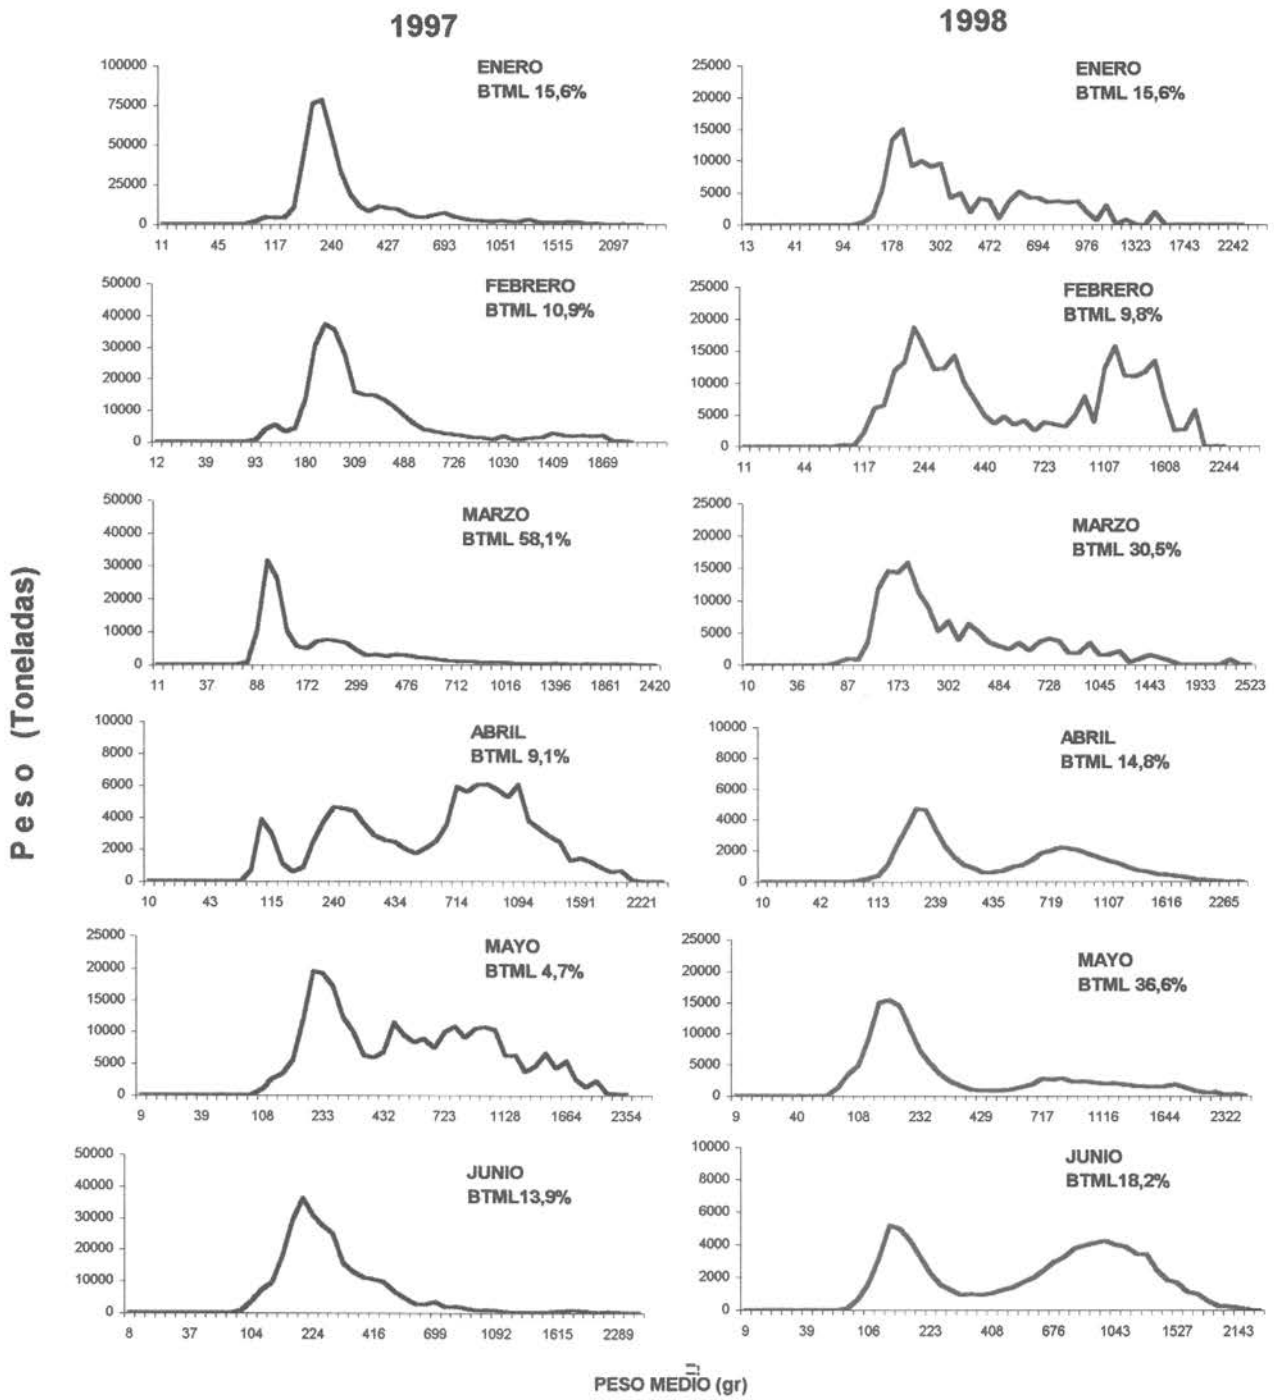 1997
1998
ENERO
BTML 15,6%
100000
75000
50000
25000
0
11 45 117 240 427 693 1051 1515 2097
ENERO
BTML 15,6%
25000
20000
15000
10000
5000
0
13 41 94 178 302 472 694 976 1323 1743 2242
FEBRERO
BTML 10,9%
50000
40000
30000
20000
10000
0
12 39 93 180 309 488 726 1030 1409 1869
FEBRERO
BTML 9,8%
25000
20000
15000
10000
5000
0
11 44 117 244 440 723 1107 1608 2244
MARZO
BTML 58,1%
50000
40000
30000
20000
10000
0
11 37 88 172 299 476 712 1016 1396 1861 2420
MARZO
BTML 30,5%
25000
20000
15000
10000
5000
0
10 36 87 173 302 484 728 1045 1443 1933 2523
Peso (Toneladas)
ABRIL
BTML 9,1%
10000
8000
6000
4000
2000
0
10 43 115 240 434 714 1094 1591 2221
ABRIL
BTML 14,8%
10000
8000
6000
4000
2000
0
10 42 113 239 435 719 1107 1616 2265
MAYO
BTML 4,7%
25000
20000
15000
10000
5000
0
9 39 108 233 432 723 1128 1664 2354
MAYO
BTML 36,6%
25000
20000
15000
10000
5000
0
9 40 108 232 429 717 1116 1644 2322
JUNIO
BTML13,9%
50000
40000
30000
20000
10000
0
8 37 104 224 416 699 1092 1615 2289
JUNIO
BTML18,2%
10000
8000
6000
4000
2000
0
9 39 106 223 408 676 1043 1527 2143
PESO MEDIO (gr)